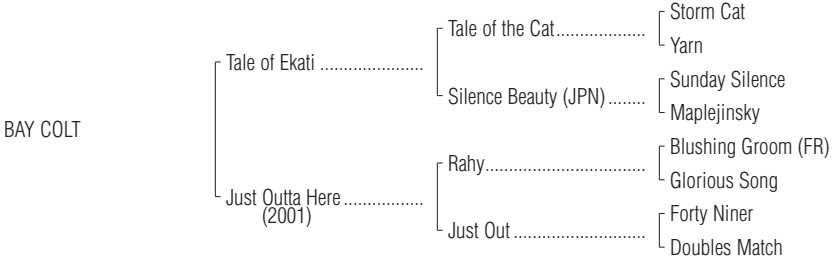 Storm Cat
Tale of the Cat...................
Yarn
Tale of Ekati ......................
Sunday Silence
Silence Beauty (JPN) ........
Maplejinsky
BAY COLT
Blushing Groom (FR)
Rahy..................................
Glorious Song
Just Outta Here .................
(2001)
Forty Niner
Just Out ............................
Doubles Match